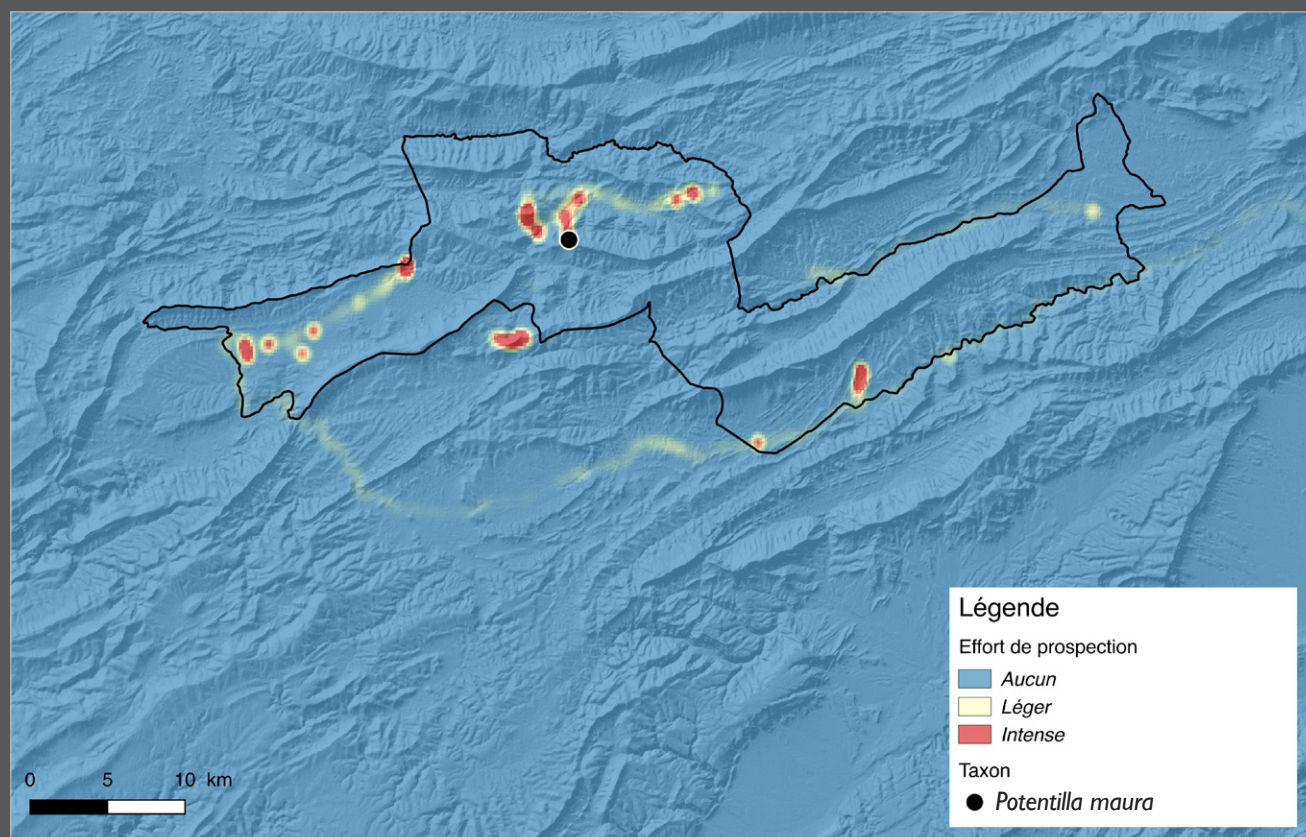 Légende
Effort de prospection
Aucun
Léger
Intense
Taxon
Potentilla maura
0 5 10 km